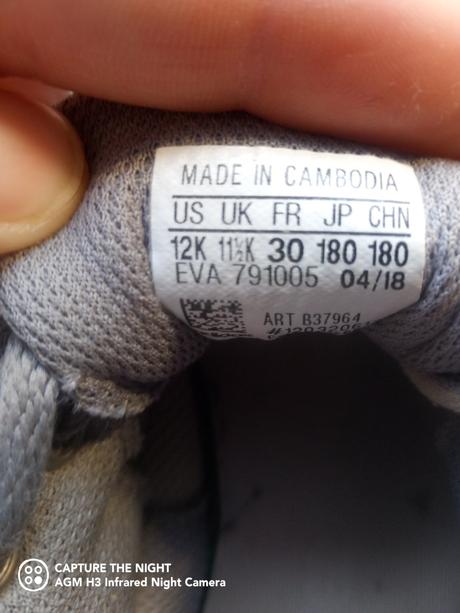 MADE IN CAMBODIA
US UK FR JP CHN
12K 11½K 30 180 180
EVA 791005 04/18
ART B37964
CAPTURE THE NIGHT
AGM H3 Infrared Night Camera